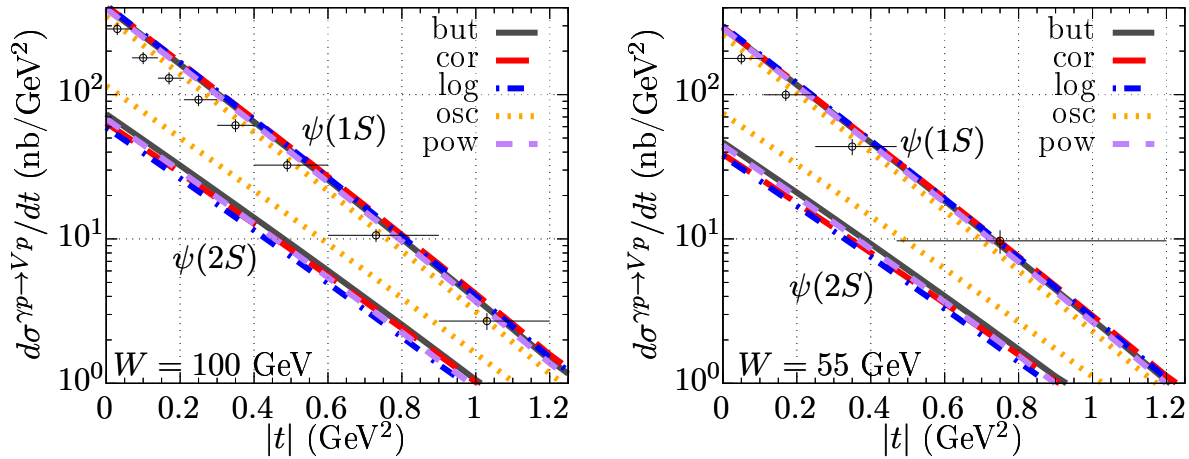 dσ^{γp→Vp}/dt (nb/GeV²)
10²
10¹
10⁰
but
cor
log
osc
pow
ψ(1S)
ψ(2S)
W = 100 GeV
0 0.2 0.4 0.6 0.8 1 1.2
|t| (GeV²)
dσ^{γp→Vp}/dt (nb/GeV²)
10²
10¹
10⁰
but
cor
log
osc
pow
ψ(1S)
ψ(2S)
W = 55 GeV
0 0.2 0.4 0.6 0.8 1 1.2
|t| (GeV²)